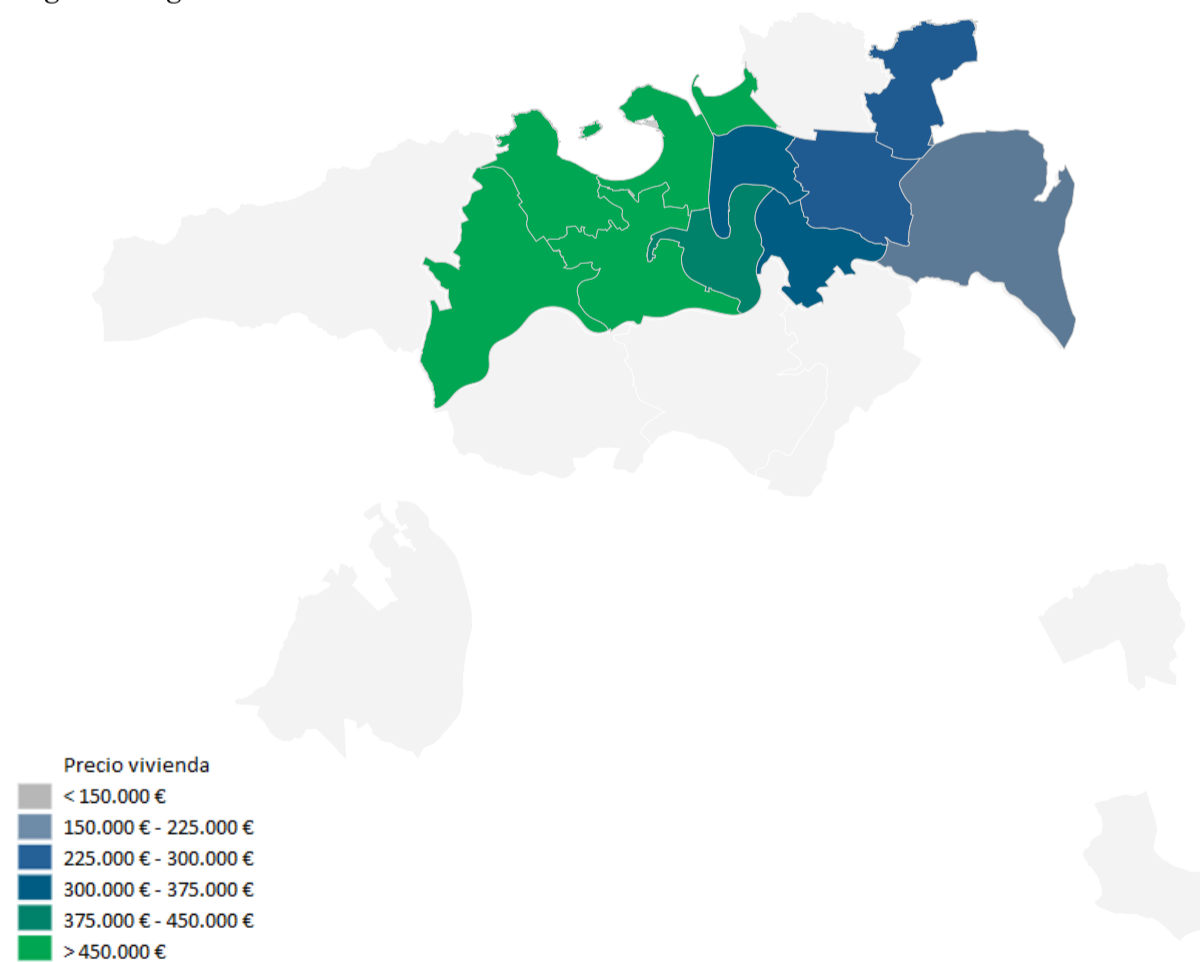 Precio vivienda
< 150.000 €
150.000 € - 225.000 €
225.000 € - 300.000 €
300.000 € - 375.000 €
375.000 € - 450.000 €
> 450.000 €